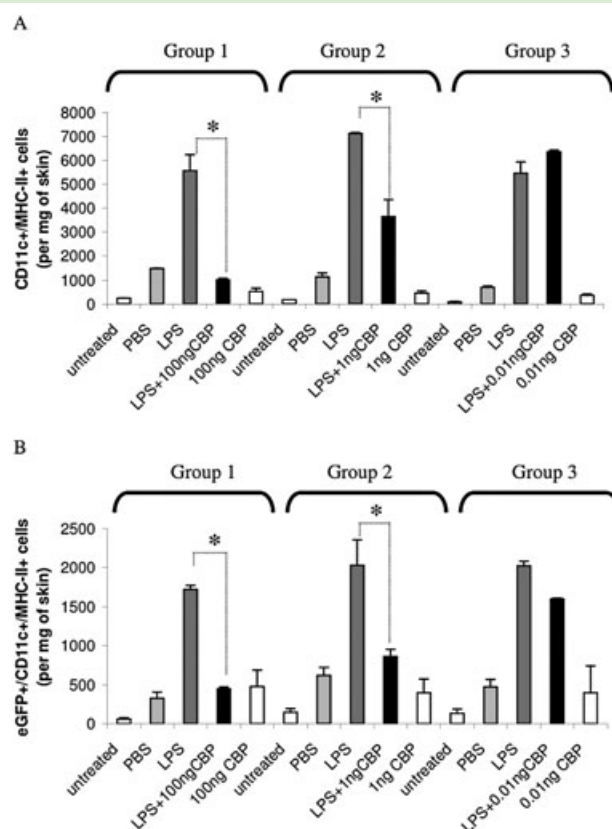 A
Group 1 Group 2 Group 3
CD11c+/MHC-II+ cells
(per mg of skin)
8000
7000
6000
5000
4000
3000
2000
1000
0
* *
untreated PBS LPS LPS+100ngCBP 100ng CBP untreated PBS LPS LPS+1ngCBP 1ng CBP untreated PBS LPS LPS+0.01ngCBP 0.01ng CBP
B
Group 1 Group 2 Group 3
eGFP+/CD11c+/MHC-II+ cells
(per mg of skin)
2500
2000
1500
1000
500
0
* *
untreated PBS LPS LPS+100ngCBP 100ng CBP untreated PBS LPS LPS+1ngCBP 1ng CBP untreated PBS LPS LPS+0.01ngCBP 0.01ng CBP